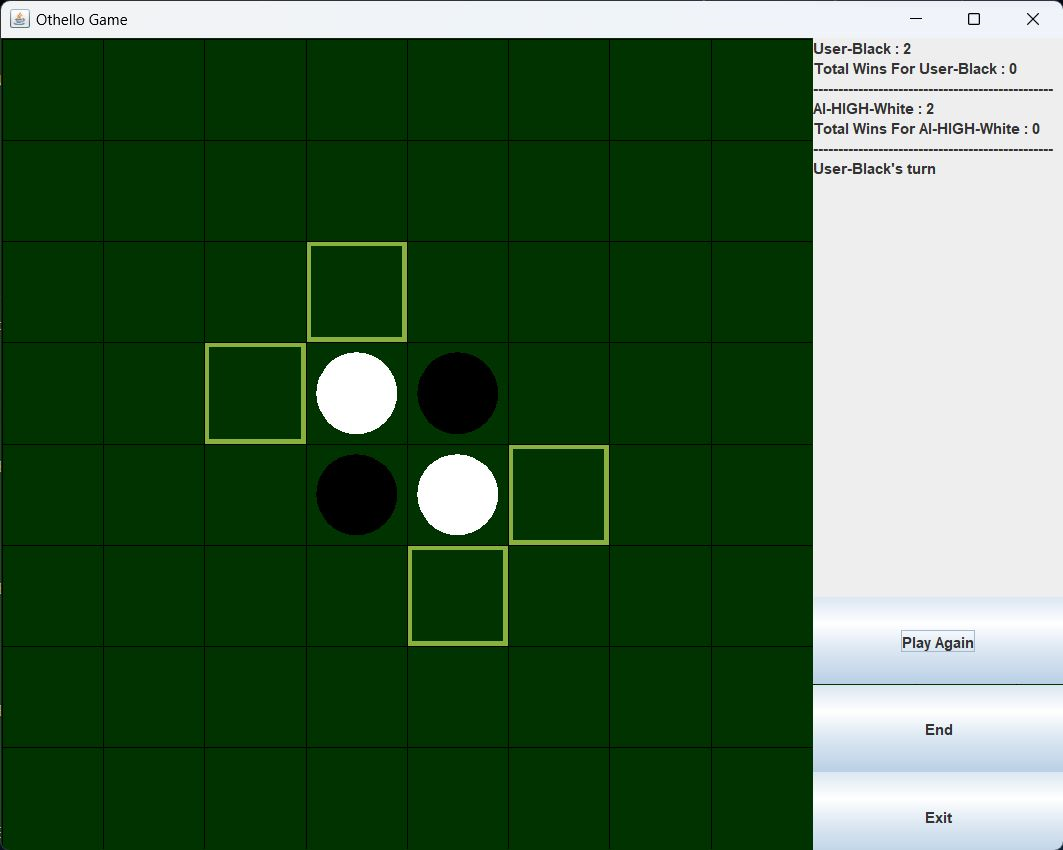 Othello Game
User-Black : 2
Total Wins For User-Black : 0
------------------------------------------------
AI-HIGH-White : 2
Total Wins For AI-HIGH-White : 0
------------------------------------------------
User-Black's turn
Play Again
End
Exit